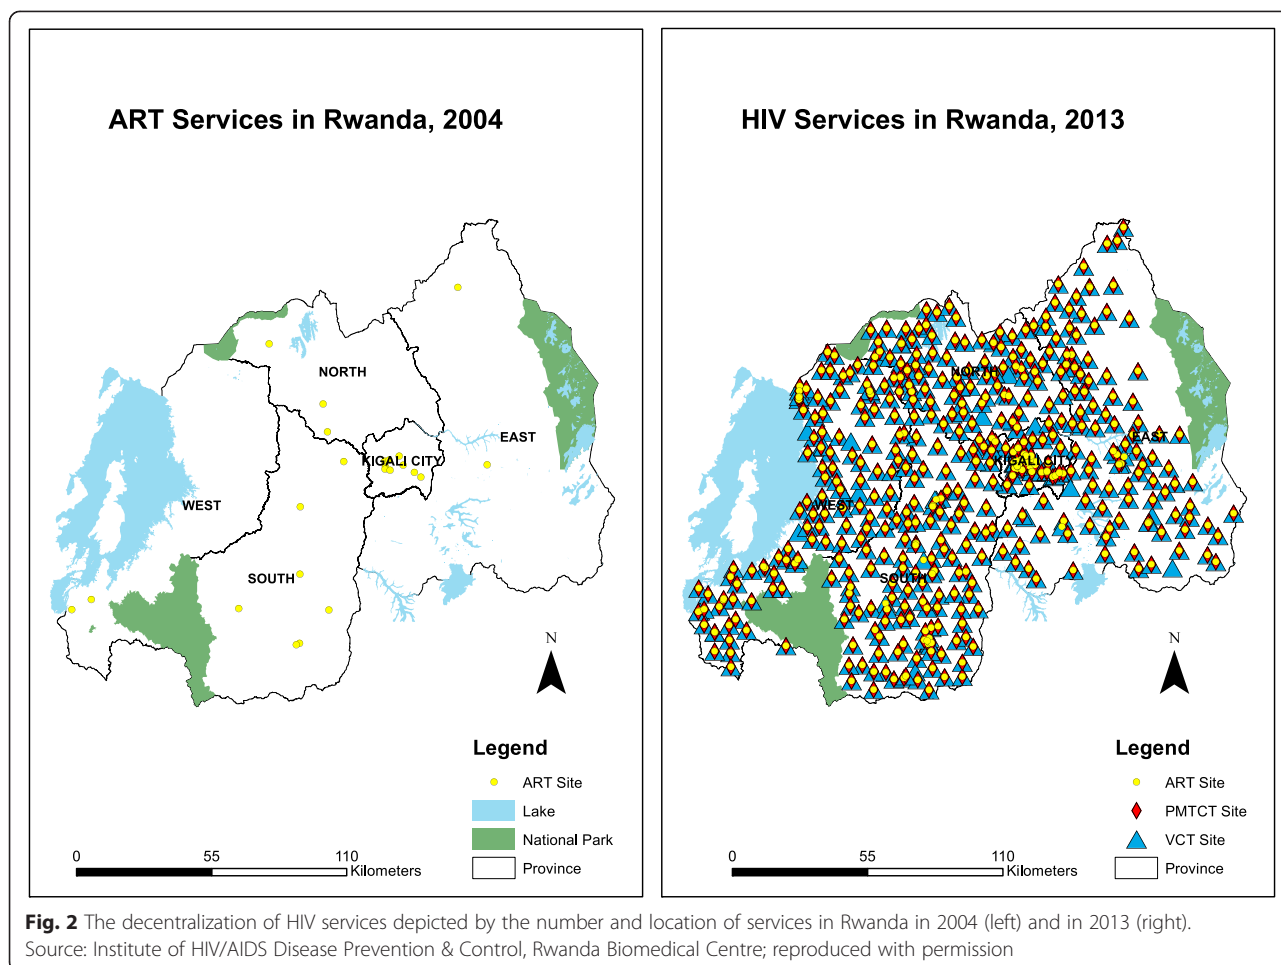 ART Services in Rwanda, 2004
NORTH
EAST
KIGALI CITY
WEST
SOUTH
N
Legend
ART Site
Lake
National Park
Province
0 55 110
Kilometers
HIV Services in Rwanda, 2013
NORTH
EAST
KIGALI CITY
WEST
SOUTH
N
Legend
ART Site
PMTCT Site
VCT Site
Province
0 55 110
Kilometers
Fig. 2 The decentralization of HIV services depicted by the number and location of services in Rwanda in 2004 (left) and in 2013 (right).
Source: Institute of HIV/AIDS Disease Prevention & Control, Rwanda Biomedical Centre; reproduced with permission